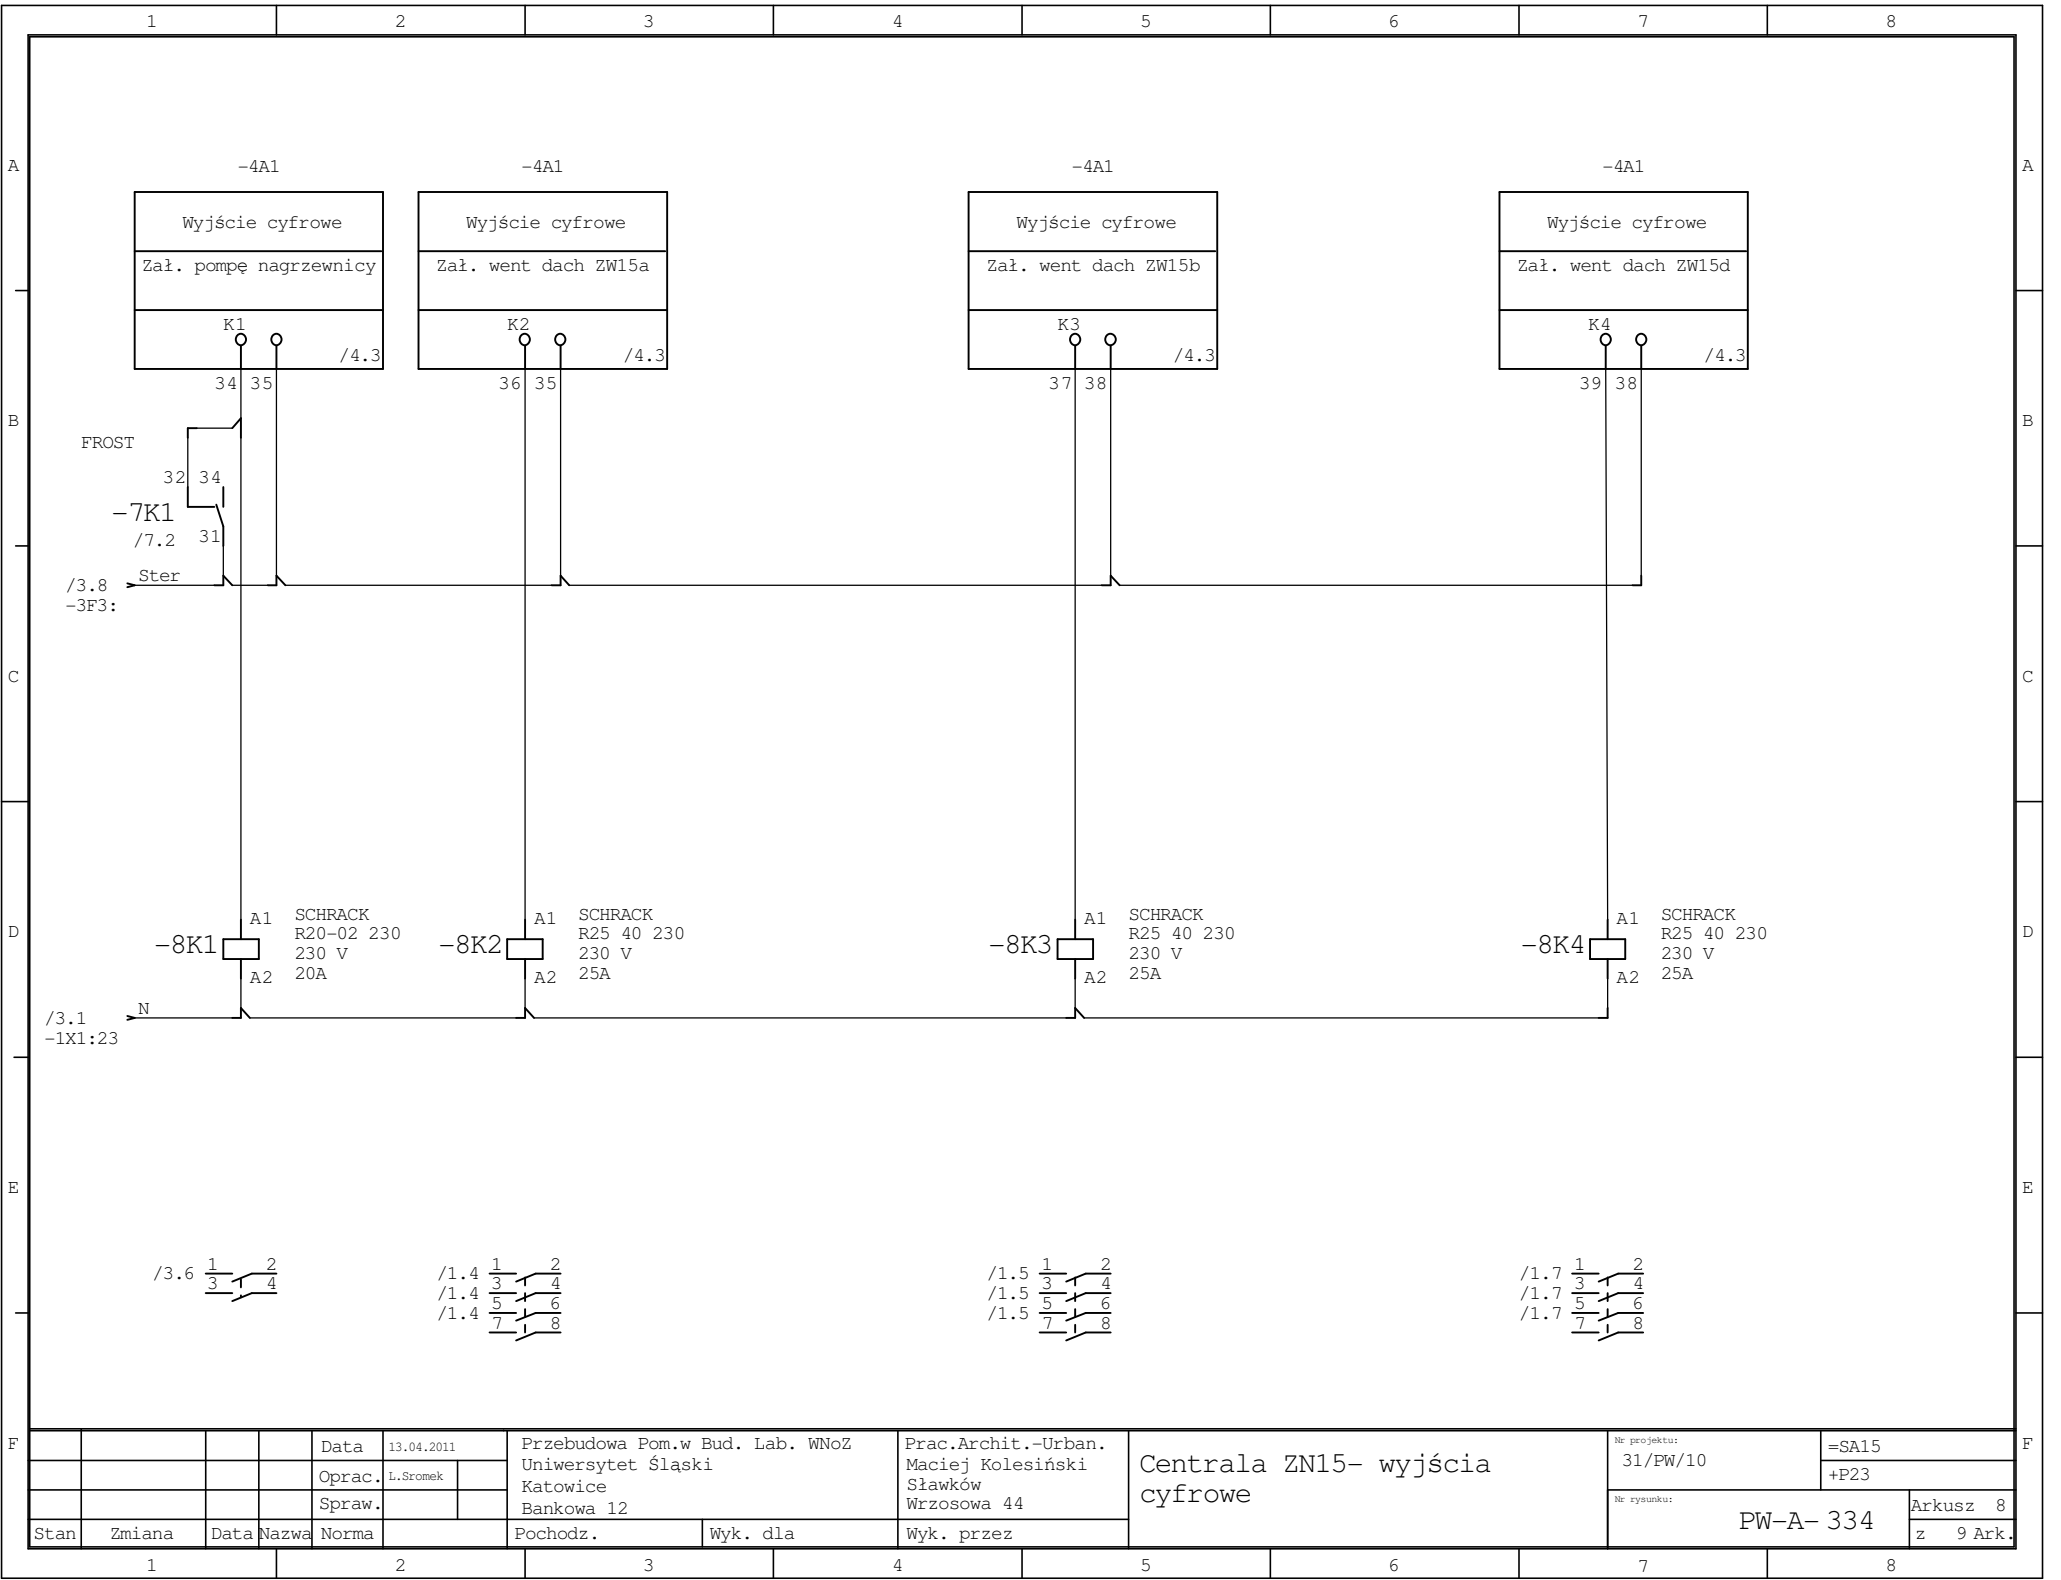 1 2 3 4 5 6 7 8
A A
-4A1 -4A1 -4A1 -4A1
Wyjście cyfrowe Wyjście cyfrowe Wyjście cyfrowe Wyjście cyfrowe
Zał. pompę nagrzewnicy Zał. went dach ZW15a Zał. went dach ZW15b Zał. went dach ZW15d
K1 K2 K3 K4
/4.3 /4.3 /4.3 /4.3
34 35 36 35 37 38 39 38
B B
FROST
32 34
-7K1
/7.2 31
Ster
/3.8
-3F3:
C C
A1 SCHRACK A1 SCHRACK A1 SCHRACK A1 SCHRACK
D R20-02 230 R25 40 230 R25 40 230 R25 40 230 D
-8K1 230 V -8K2 230 V -8K3 230 V -8K4 230 V
A2 20A A2 25A A2 25A A2 25A
N
/3.1
-1X1:23
E E
/3.6 1 2 /1.4 1 2 /1.5 1 2 /1.7 1 2
3 4 /1.4 3 4 /1.5 3 4 /1.7 3 4
/1.4 5 6 /1.5 5 6 /1.7 5 6
7 8 7 8 7 8
F F
Data 13.04.2011
Oprac. L.Sromek
Spraw.
Stan Zmiana Data Nazwa Norma
Przebudowa Pom.w Bud. Lab. WNoZ
Uniwersytet Śląski
Katowice
Bankowa 12
Pochodz. Wyk. dla
Prac.Archit.-Urban.
Maciej Kolesiński
Sławków
Wrzosowa 44
Wyk. przez
Centrala ZN15- wyjścia
cyfrowe
Nr projektu:
31/PW/10
=SA15
+P23
Nr rysunku:
PW-A- 334
Arkusz 8
z 9 Ark.
1 2 3 4 5 6 7 8